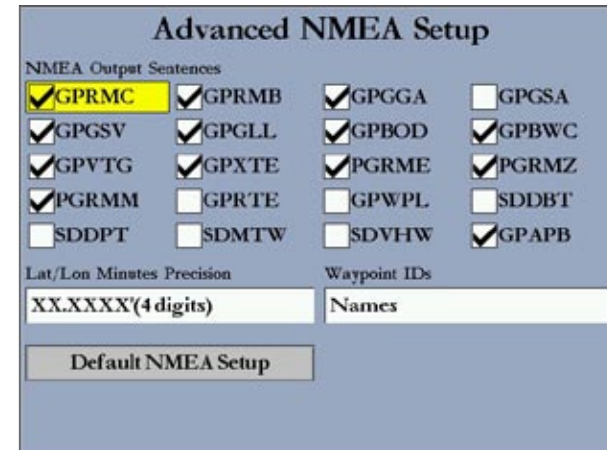 Advanced NMEA Setup
NMEA Output Sentences
GPRMC GPRMB GPGGA GPGSA
GPGSV GPGLL GPBOD GPBWC
GPVTG GPXTE PGRME PGRMZ
PGRMM GPRTE GPWPL SDDBT
SDDPT SDMTW SDVHW GPAPB
Lat/Lon Minutes Precision Waypoint IDs
XX.XXXX'(4 digits) Names
Default NMEA Setup